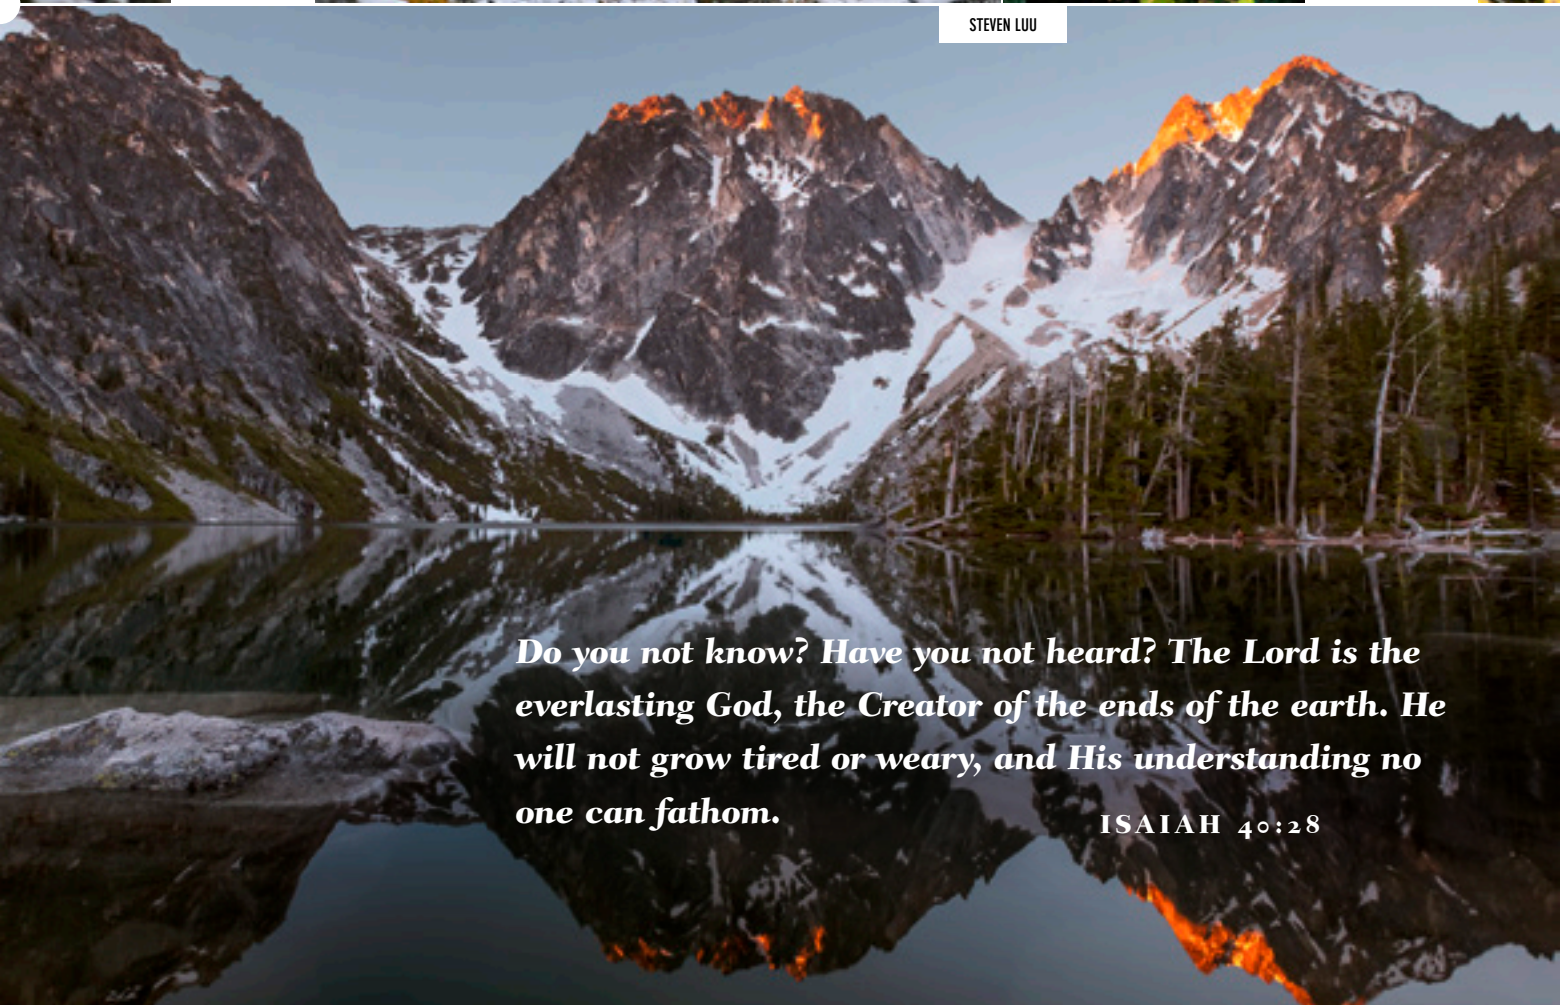 STEVEN LUU
Do you not know? Have you not heard? The Lord is the
everlasting God, the Creator of the ends of the earth. He
will not grow tired or weary, and His understanding no
one can fathom.
ISAIAH 40:28